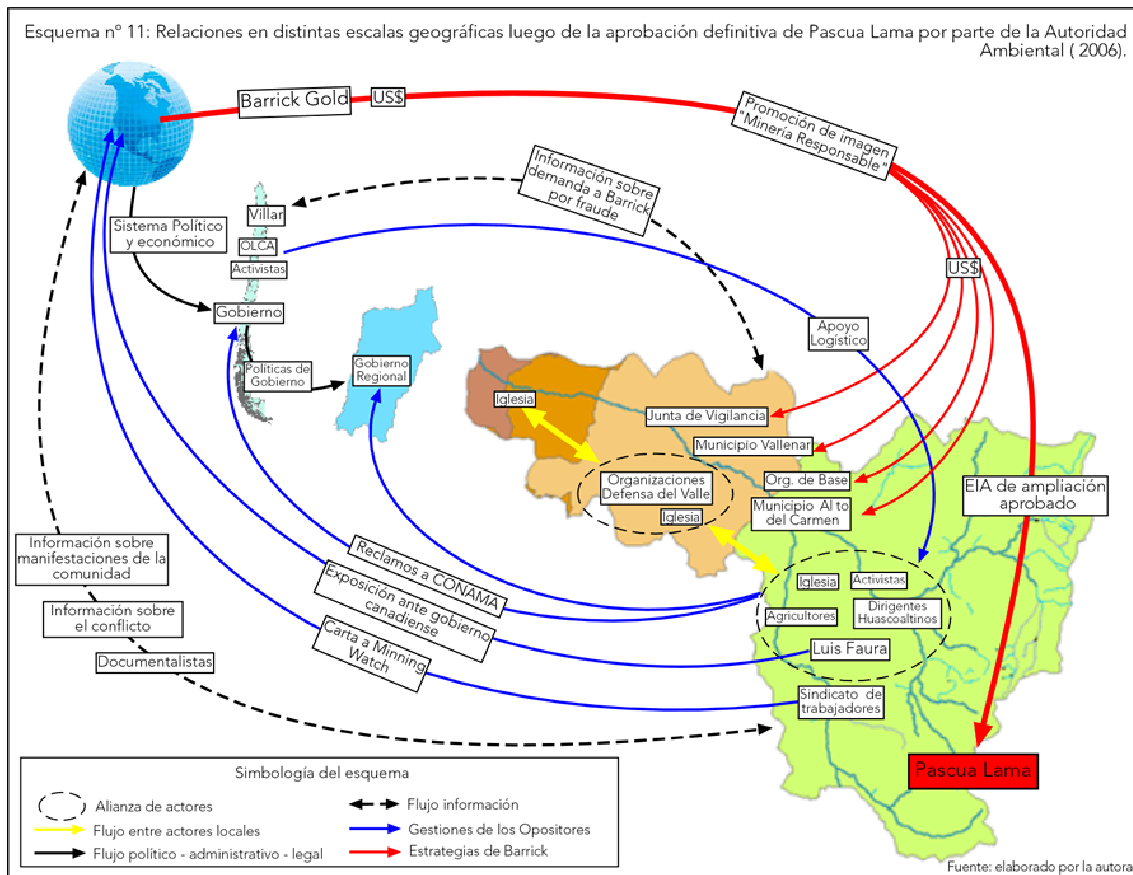 Esquema n° 11: Relaciones en distintas escalas geográficas luego de la aprobación definitiva de Pascua Lama por parte de la Autoridad
Ambiental ( 2006).
Barrick Gold
US$
Promoción de imagen
"Minería Responsable"
Información sobre
demanda a Barrick
por fraude
Villar
Sistema Político
y económico
OLCA
Activistas
US$
Gobierno
Apoyo
Logístico
Políticas de
Gobierno
Gobierno
Regional
Iglesia
Junta de Vigilancia
Municipio Vallenar
Organizaciones
Defensa del Valle
Org. de Base
Iglesia
Municipio Alto
del Carmen
EIA de ampliación
aprobado
Información sobre
manifestaciones de la
comunidad
Reclamos a CONAMA
Iglesia
Activistas
Exposición ante gobierno
canadiense
Agricultores
Dirigentes
Huascoaltinos
Información sobre
el conflicto
Carta a Minning
Watch
Luis Faura
Documentalistas
Sindicato de
trabajadores
Pascua Lama
Simbología del esquema
Alianza de actores
Flujo información
Flujo entre actores locales
Gestiones de los Opositores
Flujo político - administrativo - legal
Estrategias de Barrick
Fuente: elaborado por la autora